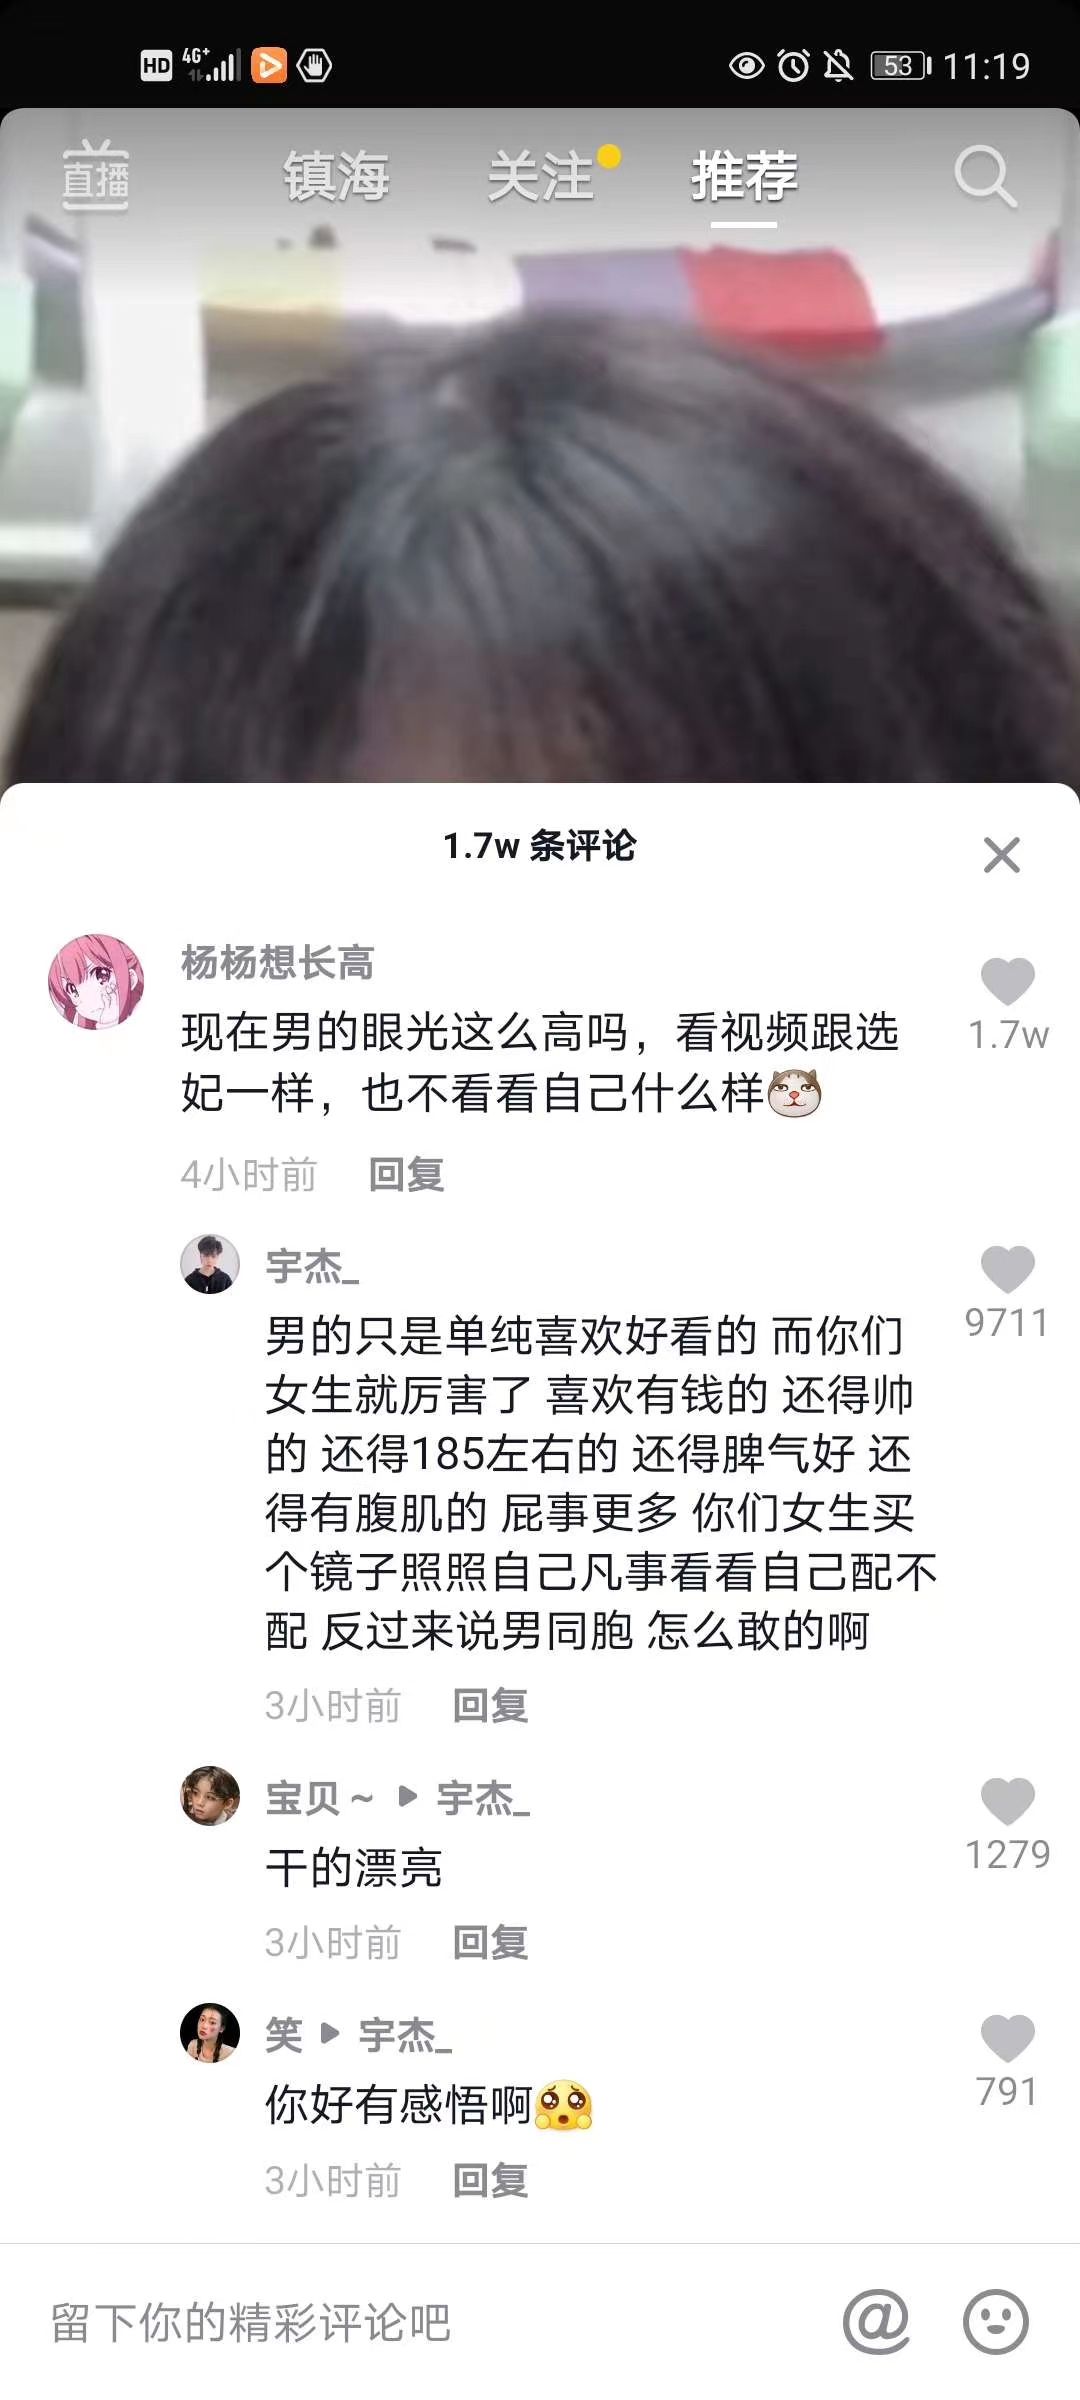 HD 4G+ 53 11:19
直播 镇海 关注 推荐
1.7w 条评论
杨杨想长高
现在男的眼光这么高吗，看视频跟选
妃一样，也不看看自己什么样
1.7w
4小时前 回复
宇杰_
男的只是单纯喜欢好看的 而你们
女生就厉害了 喜欢有钱的 还得帅
的 还得185左右的 还得脾气好 还
得有腹肌的 屁事更多 你们女生买
个镜子照照自己凡事看看自己配不
配 反过来说男同胞 怎么敢的啊
9711
3小时前 回复
宝贝～ 宇杰_
干的漂亮
1279
3小时前 回复
笑 宇杰_
你好有感悟啊
791
3小时前 回复
留下你的精彩评论吧 @